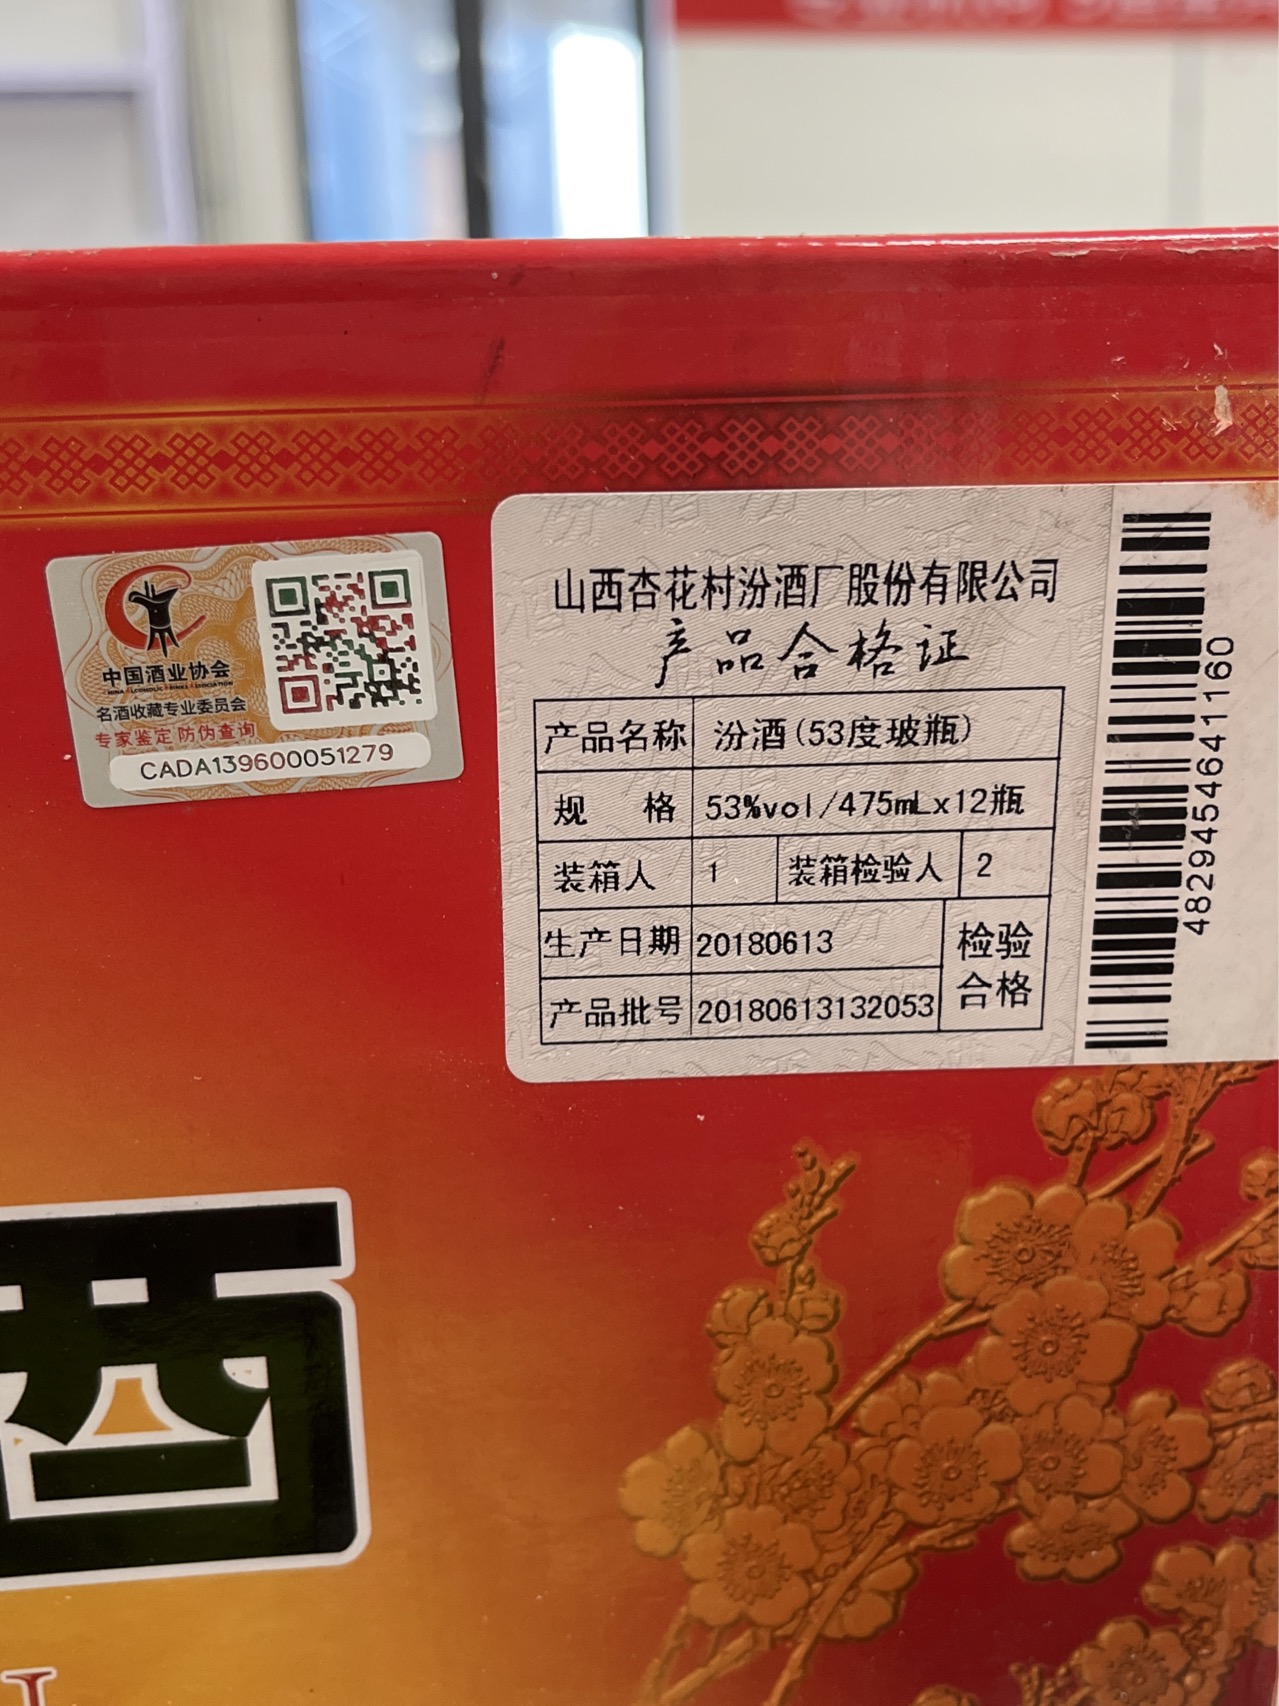 中国酒业协会
名酒收藏专业委员会
专家鉴定 防伪查询
CADA139600051279
山西杏花村汾酒厂股份有限公司
产品合格证
产品名称 汾酒(53度玻瓶)
规 格 53%vol/475mLx12瓶
装箱人 1 装箱检验人 2
生产日期 20180613
检验合格
产品批号 20180613132053
4829454641160
酒